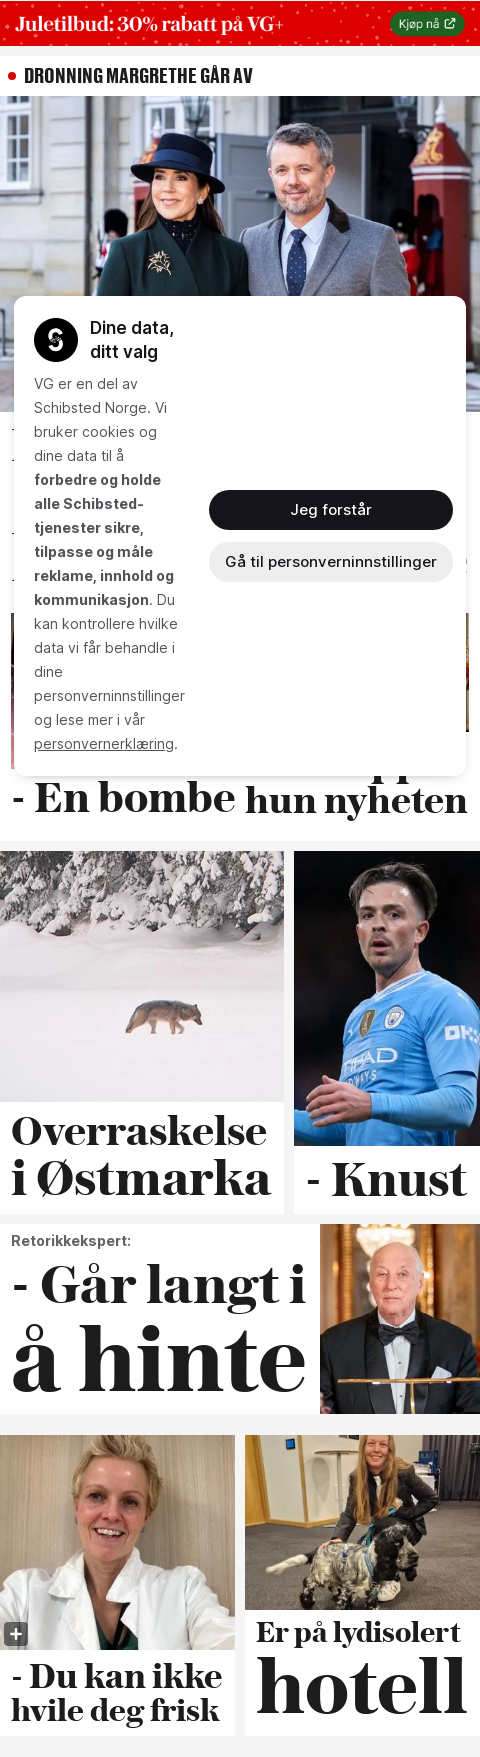 Juletilbud: 30% rabatt på VG+
Kjøp nå
DRONNING MARGRETHE GÅR AV
Dine data,
ditt valg
VG er en del av
Schibsted Norge. Vi
bruker cookies og
dine data til å
forbedre og holde
alle Schibsted-
tjenester sikre,
tilpasse og måle
reklame, innhold og
kommunikasjon. Du
kan kontrollere hvilke
data vi får behandle i
dine
personverninnstillinger
og lese mer i vår
personvernerklæring.
Jeg forstår
Gå til personverninnstillinger
- En bombe
hun nyheten
Overraskelse
i Østmarka
- Knust
Retorikkekspert:
- Går langt i
å hinte
- Du kan ikke
hvile deg frisk
Er på lydisolert
hotell